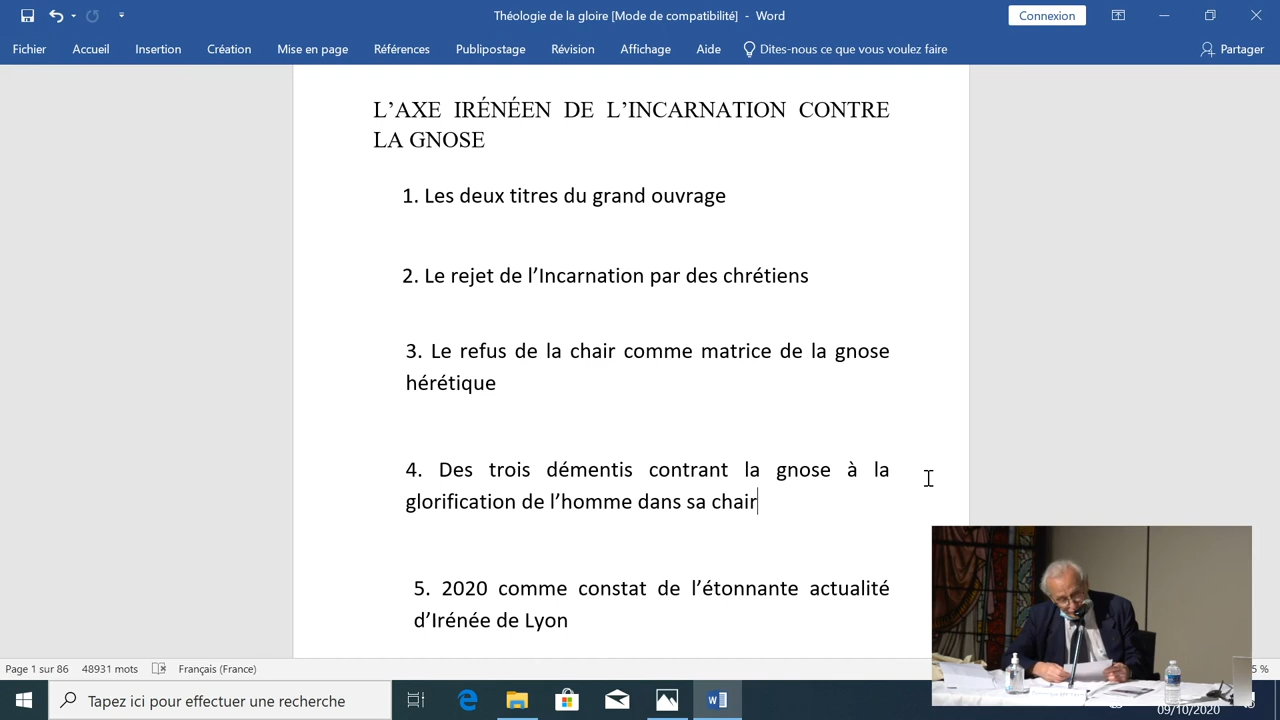 Théologie de la gloire [Mode de compatibilité] - Word
Connexion
Fichier Accueil Insertion Création Mise en page Références Publipostage Révision Affichage Aide Dites-nous ce que vous voulez faire Partager
L’AXE IRÉNÉEN DE L’INCARNATION CONTRE
LA GNOSE
1. Les deux titres du grand ouvrage
2. Le rejet de l’Incarnation par des chrétiens
3. Le refus de la chair comme matrice de la gnose
hérétique
4. Des trois démentis contrant la gnose à la
glorification de l’homme dans sa chair
5. 2020 comme constat de l’étonnante actualité
d’Irénée de Lyon
Page 1 sur 86 48931 mots Français (France) 5 %
Tapez ici pour effectuer une recherche
09/10/2020